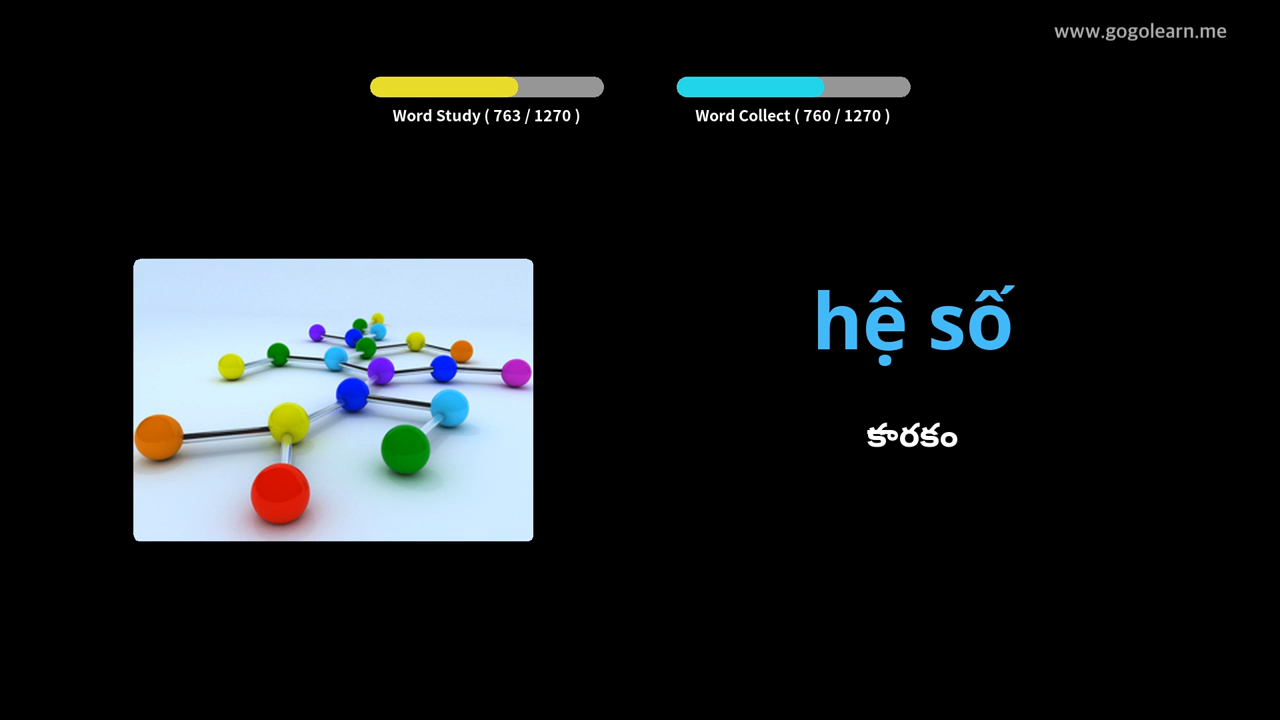 www.gogolearn.me
Word Study ( 763 / 1270 )
Word Collect ( 760 / 1270 )
hệ số
కారకం